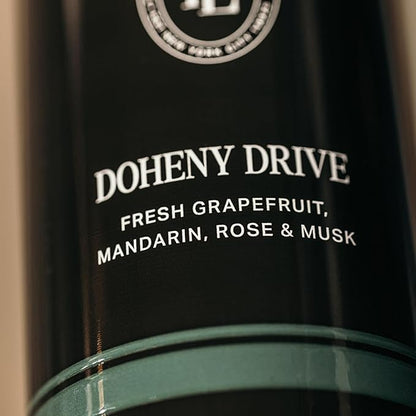 DOHENY DRIVE
FRESH GRAPEFRUIT,
MANDARIN, ROSE & MUSK